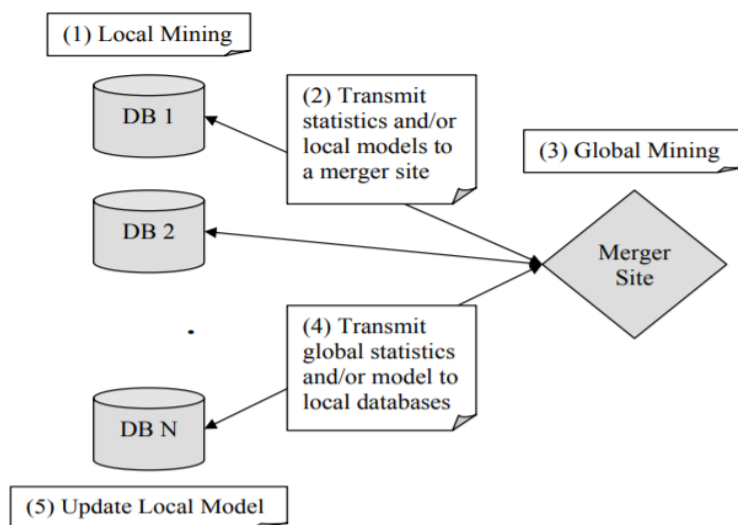 (1) Local Mining
DB 1
(2) Transmit
statistics and/or
local models to
a merger site
(3) Global Mining
DB 2
Merger
Site
(4) Transmit
global statistics
and/or model to
local databases
DB N
(5) Update Local Model